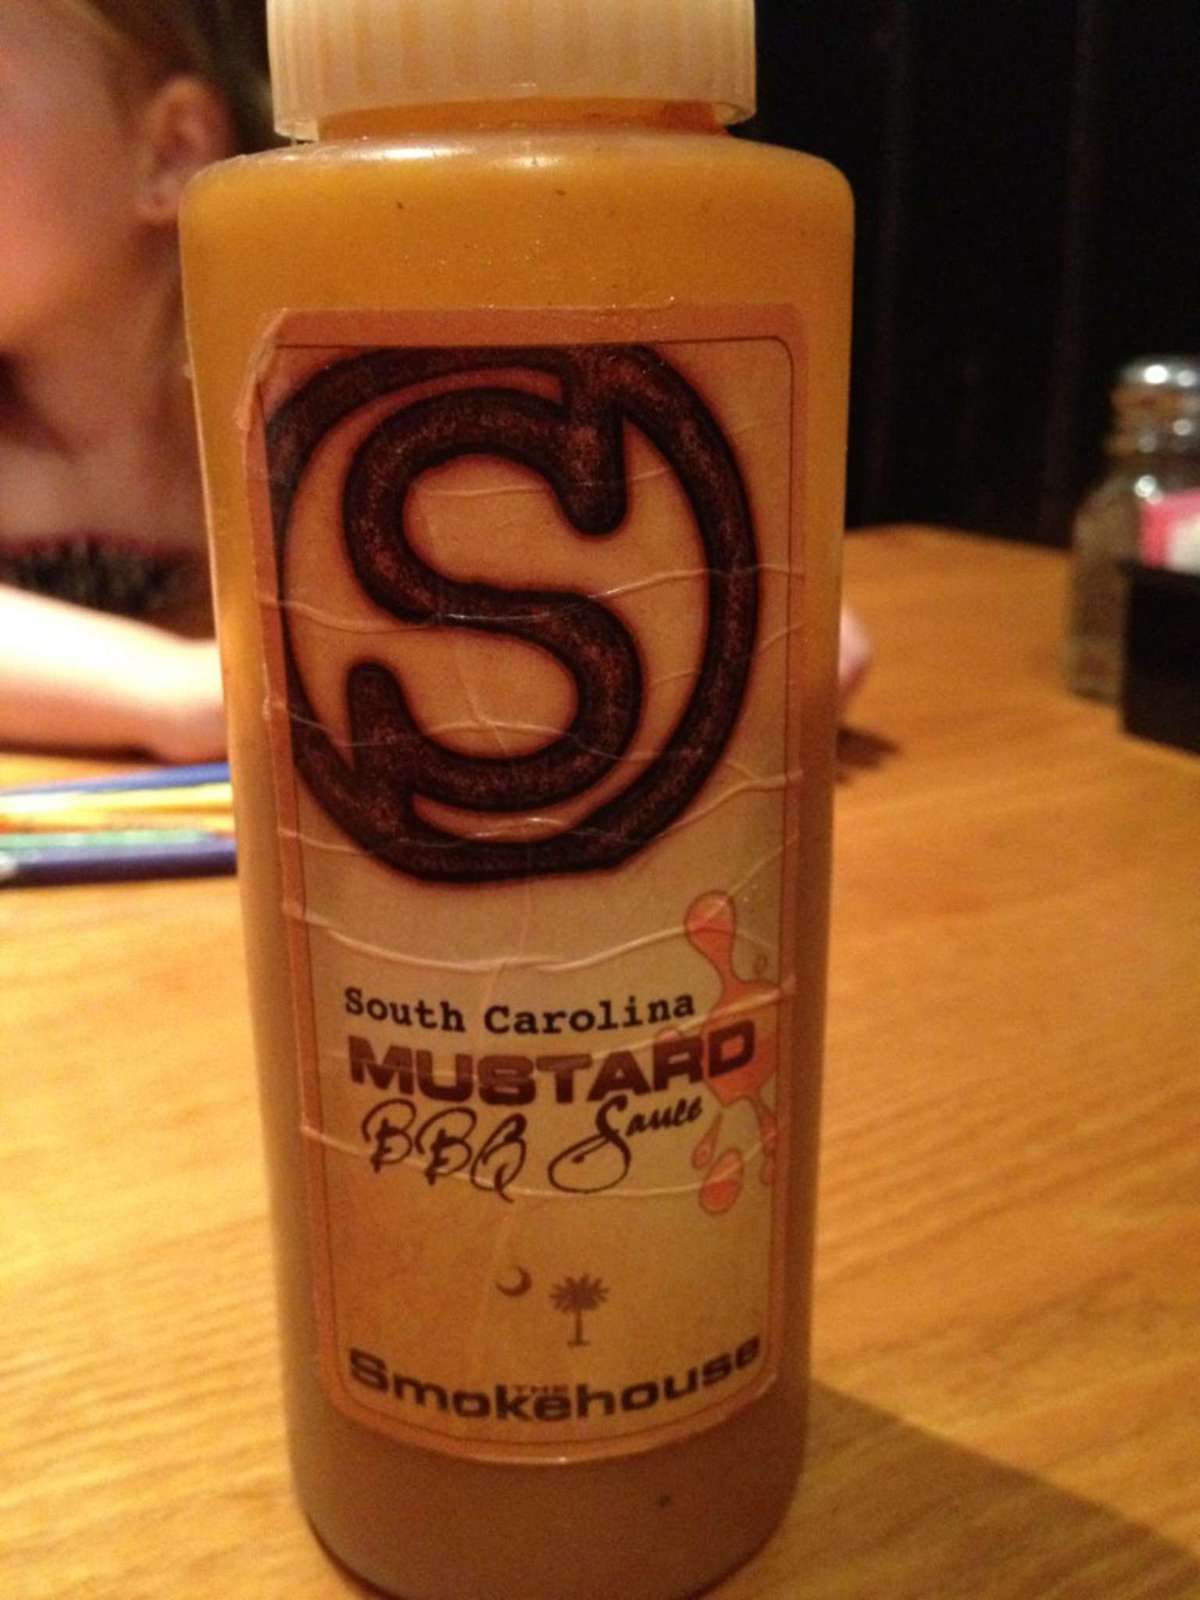 S
South Carolina
MUSTARD
BBQ Sauce
THE
Smokehouse